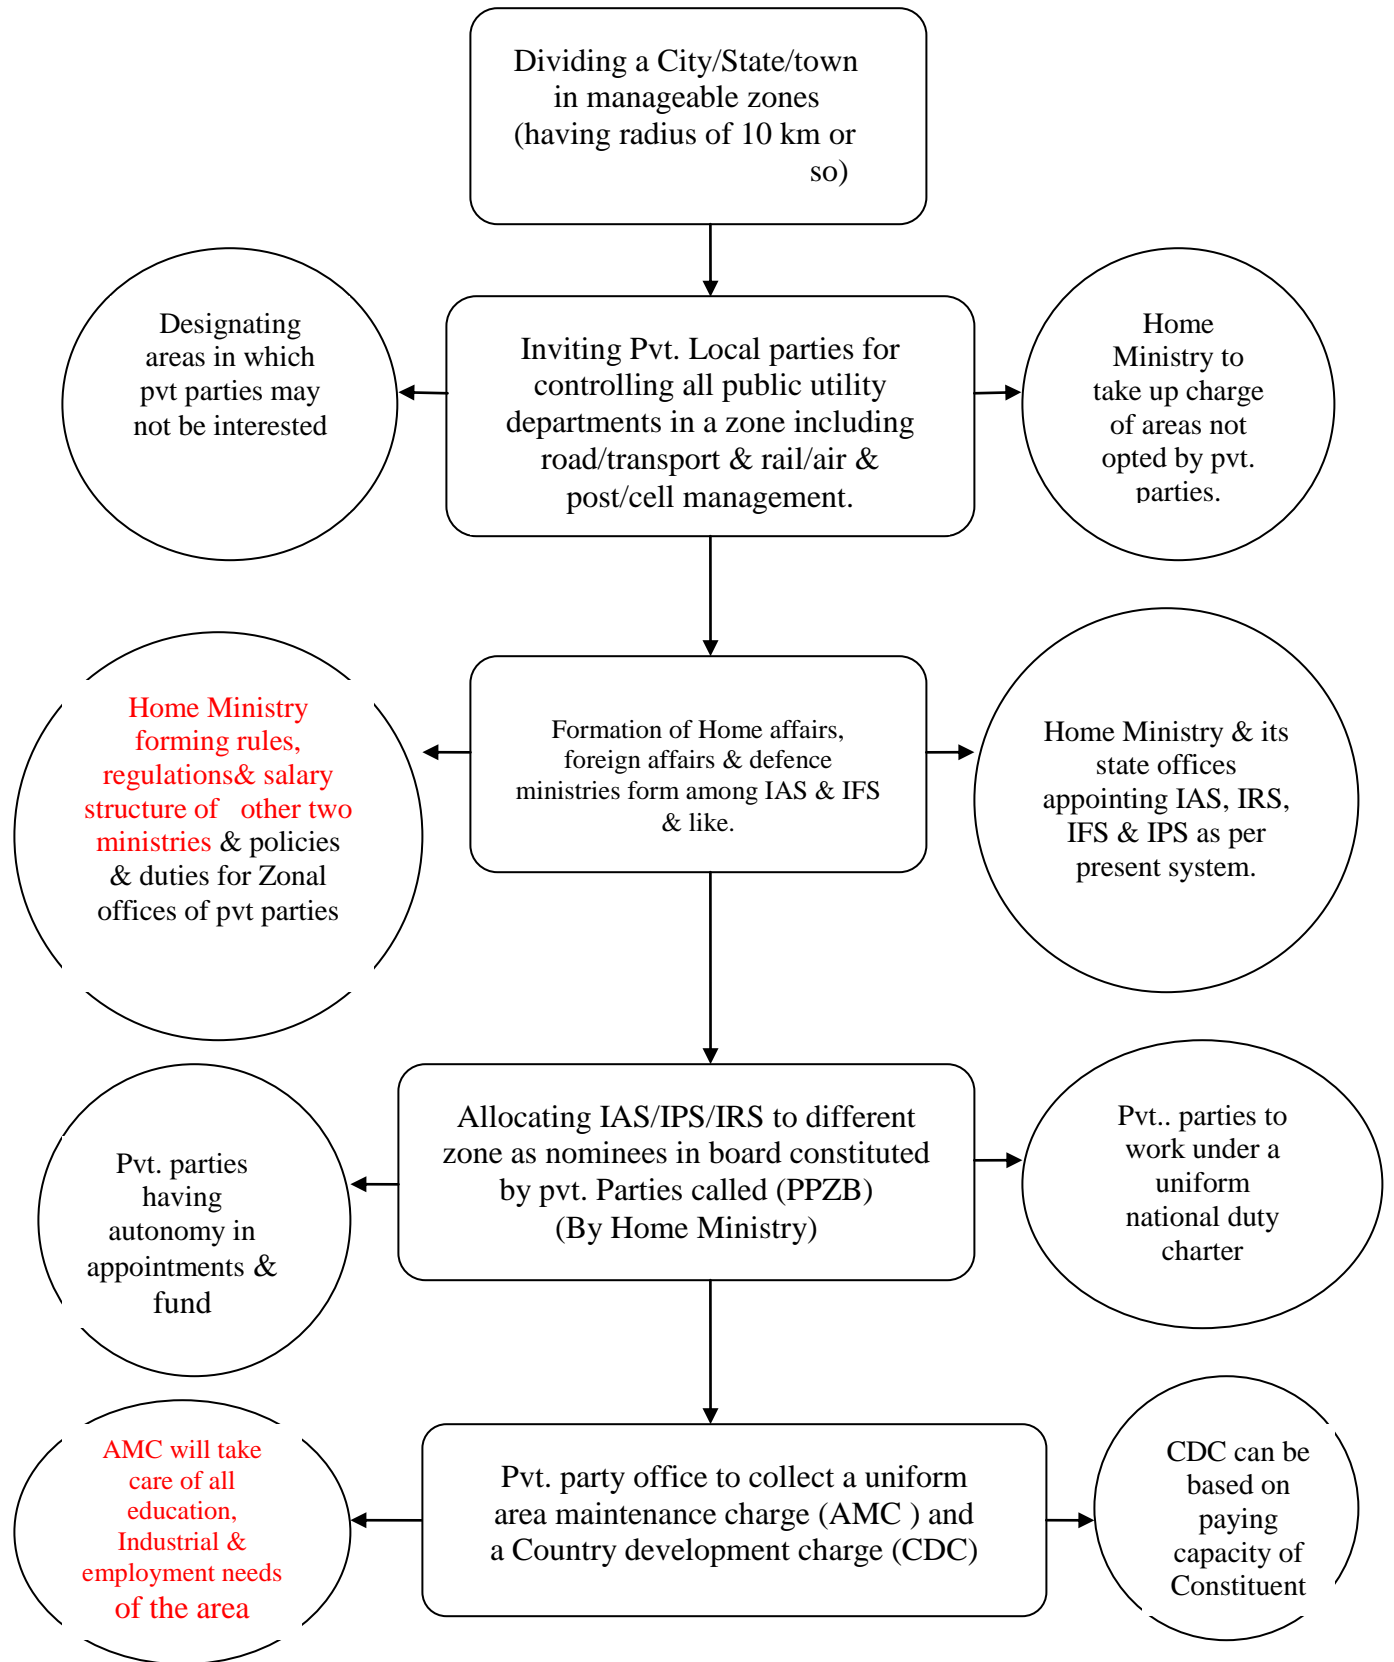 Dividing a City/State/town
in manageable zones
(having radius of 10 km or
so)
Designating
areas in which
pvt parties may
not be interested
Inviting Pvt. Local parties for
controlling all public utility
departments in a zone including
road/transport & rail/air &
post/cell management.
Home
Ministry to
take up charge
of areas not
opted by pvt.
parties.
Home Ministry
forming rules,
regulations& salary
structure of other two
ministries & policies
& duties for Zonal
offices of pvt parties
Formation of Home affairs,
foreign affairs & defence
ministries form among IAS & IFS
& like.
Home Ministry & its
state offices
appointing IAS, IRS,
IFS & IPS as per
present system.
Pvt. parties
having
autonomy in
appointments &
fund
Allocating IAS/IPS/IRS to different
zone as nominees in board constituted
by pvt. Parties called (PPZB)
(By Home Ministry)
Pvt.. parties to
work under a
uniform
national duty
charter
AMC will take
care of all
education,
Industrial &
employment needs
of the area
Pvt. party office to collect a uniform
area maintenance charge (AMC ) and
a Country development charge (CDC)
CDC can be
based on
paying
capacity of
Constituent